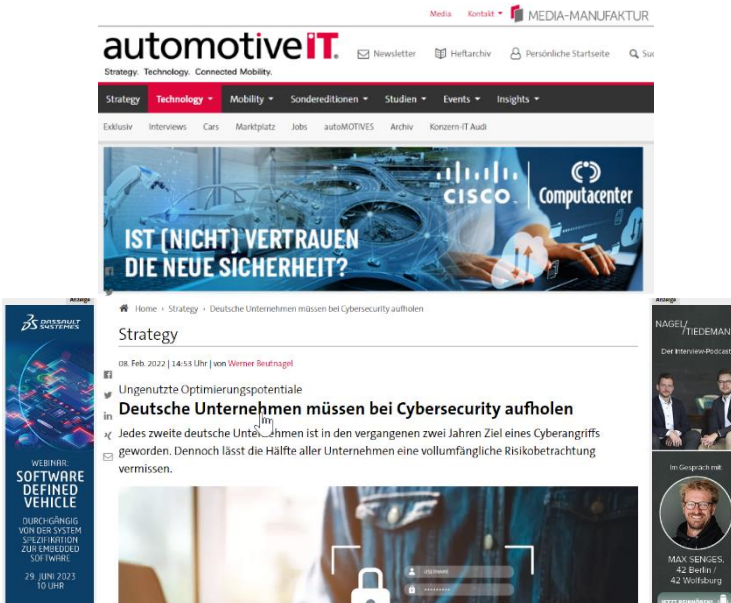 Media Kontakt MEDIA-MANUFAKTUR
automotiveIT.
Strategy. Technology. Connected Mobility.
Newsletter Heftarchiv Persönliche Startseite Suc
Strategy Technology Mobility Sondereditionen Studien Events Insights
Exklusiv Interviews Cars Marktplatz Jobs autoMOTIVES Archiv Konzern-IT Audi
CISCO Computacenter
IST (NICHT) VERTRAUEN
DIE NEUE SICHERHEIT?
Anzeige
DASSAULT
SYSTEMES
WEBINAR:
SOFTWARE
DEFINED
VEHICLE
DURCHGÄNGIG
VON DER SYSTEM
SPEZIFIKATION
ZUR EMBEDDED
SOFTWARE
29. JUNI 2023
10 UHR
Home › Strategy › Deutsche Unternehmen müssen bei Cybersecurity aufholen
Strategy
08. Feb. 2022 | 14:53 Uhr | von Werner Beutnagel
Ungenutzte Optimierungspotentiale
Deutsche Unternehmen müssen bei Cybersecurity aufholen
Jedes zweite deutsche Unternehmen ist in den vergangenen zwei Jahren Ziel eines Cyberangriffs
geworden. Dennoch lässt die Hälfte aller Unternehmen eine vollumfängliche Risikobetrachtung
vermissen.
USERNAME
Anzeige
NAGEL/
TIEDEMAN
Der Interview-Podcast
Im Gespräch mit:
MAX SENGES,
42 Berlin /
42 Wolfsburg